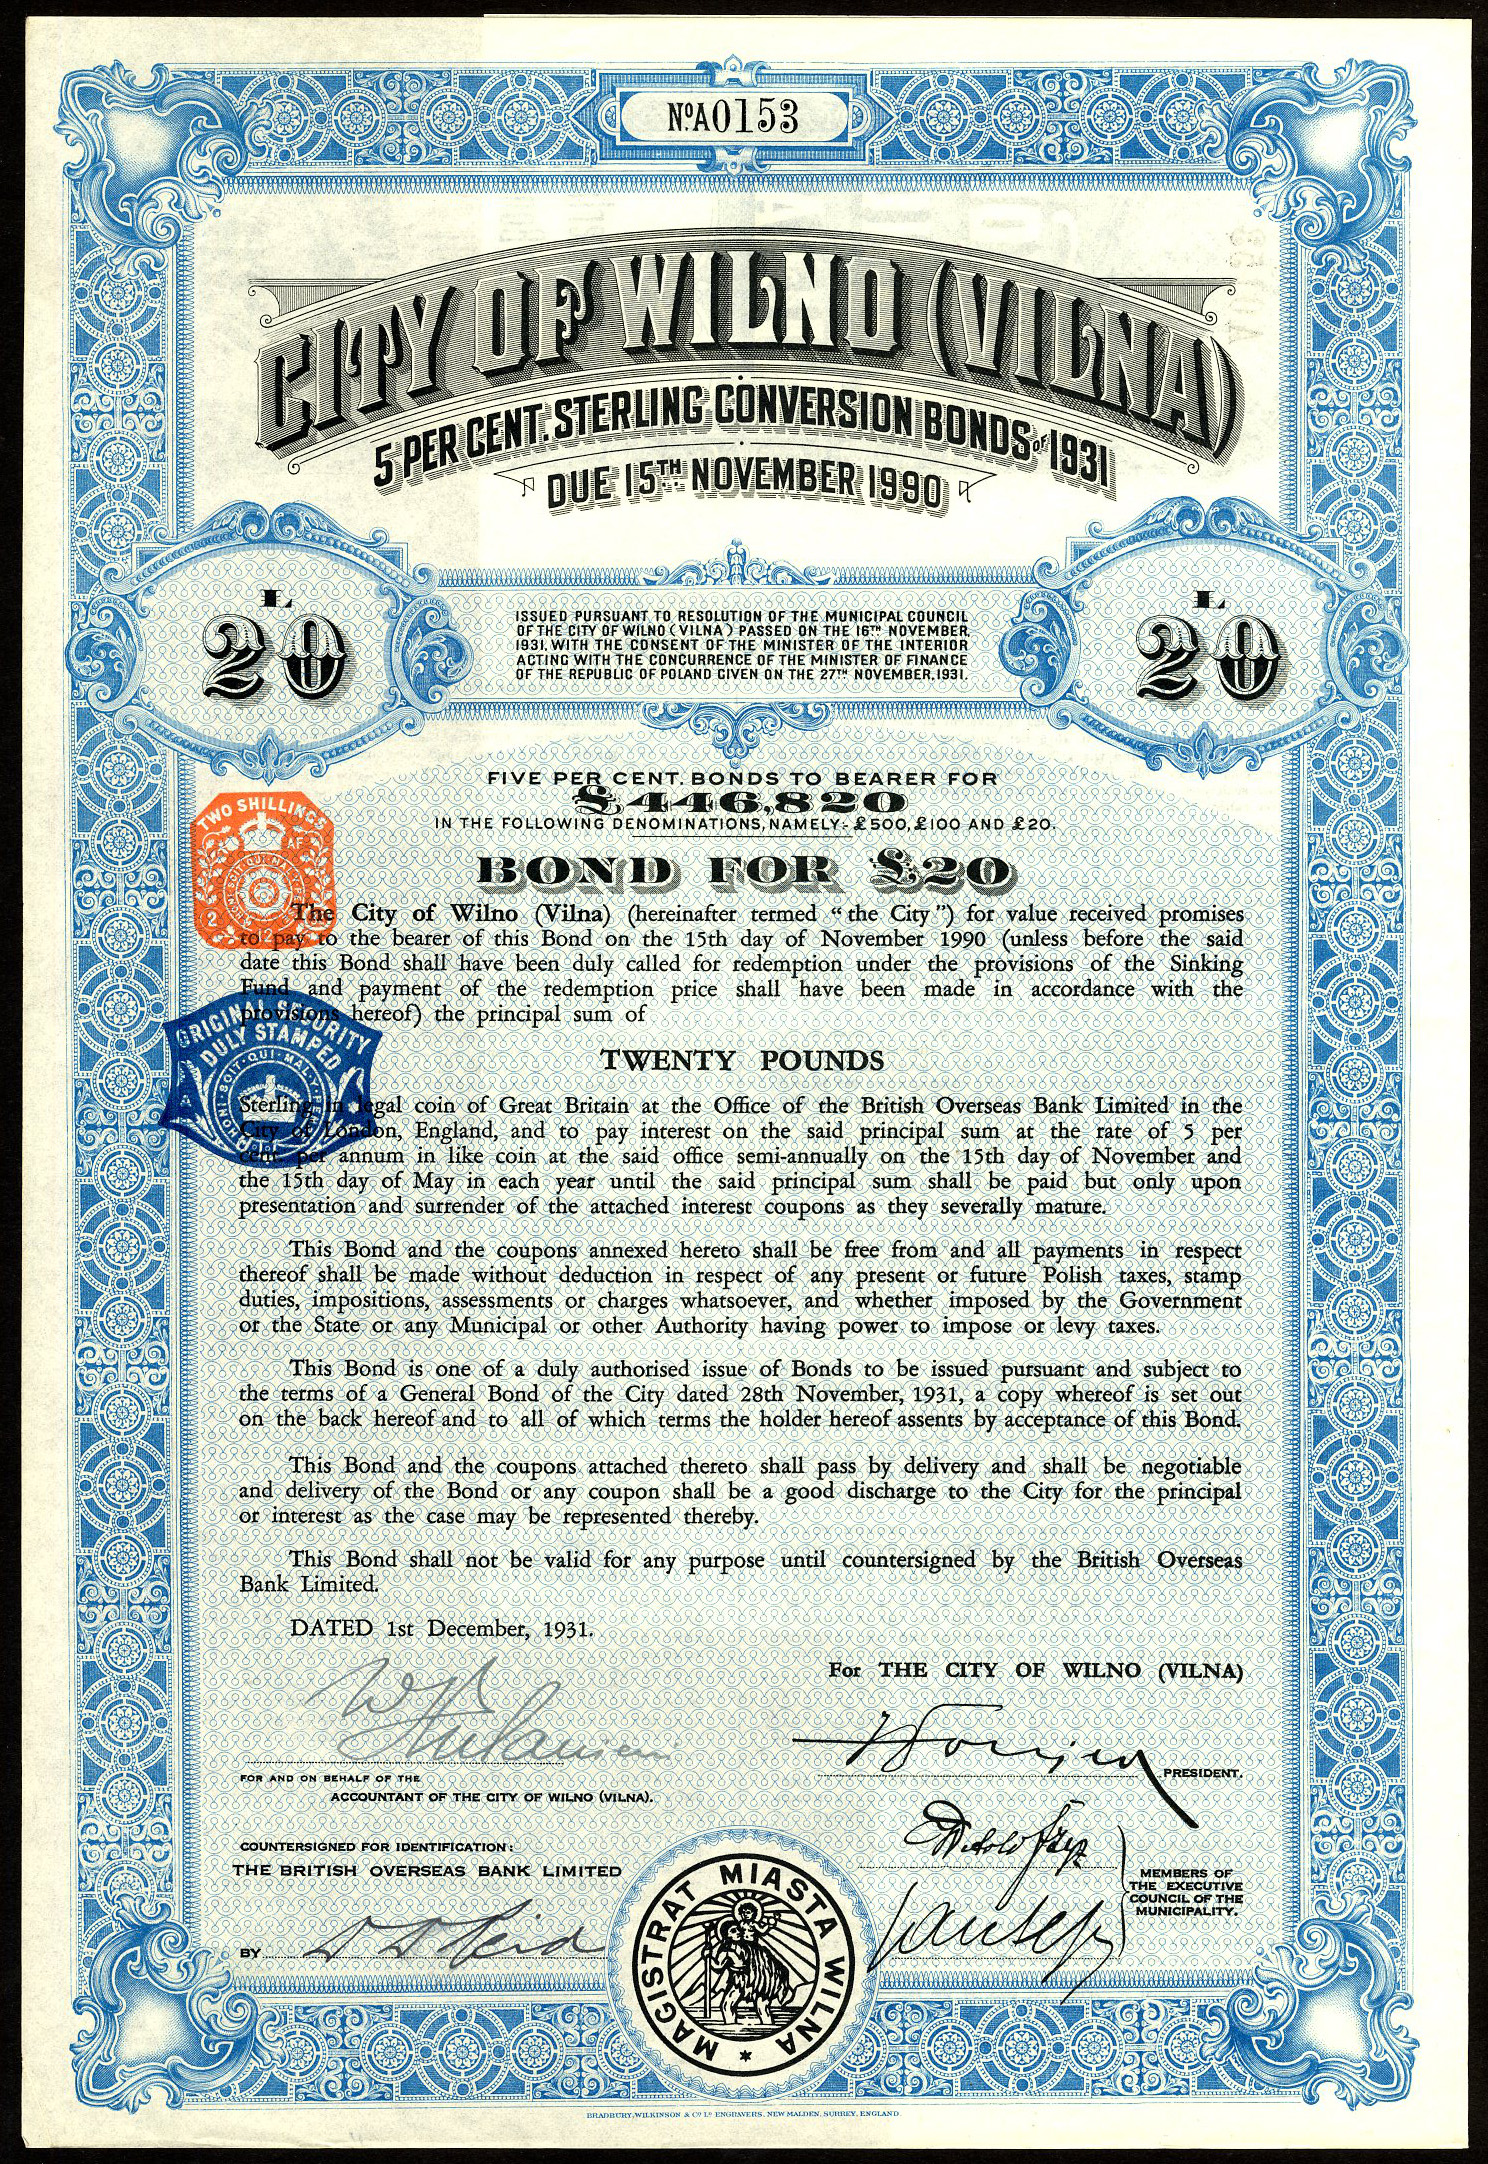 NºA0153
CITY OF WILNO (VILNA)
5 PER CENT. STERLING CONVERSION BONDS OF 1931
DUE 15TH NOVEMBER 1990
£ 20
£ 20
ISSUED PURSUANT TO RESOLUTION OF THE MUNICIPAL COUNCIL
OF THE CITY OF WILNO (VILNA) PASSED ON THE 16TH NOVEMBER,
1931, WITH THE CONSENT OF THE MINISTER OF THE INTERIOR
ACTING WITH THE CONCURRENCE OF THE MINISTER OF FINANCE
OF THE REPUBLIC OF POLAND GIVEN ON THE 27TH NOVEMBER, 1931.
FIVE PER CENT. BONDS TO BEARER FOR
£446,820
IN THE FOLLOWING DENOMINATIONS, NAMELY:- £500, £100 AND £20.
BOND FOR £20
TWO SHILLINGS
AF
2
The City of Wilno (Vilna) (hereinafter termed "the City") for value received promises
to pay to the bearer of this Bond on the 15th day of November 1990 (unless before the said
date this Bond shall have been duly called for redemption under the provisions of the Sinking
Fund and payment of the redemption price shall have been made in accordance with the
provisions hereof) the principal sum of
ORIGINAL SECURITY
DULY STAMPED
TWENTY POUNDS
Sterling in legal coin of Great Britain at the Office of the British Overseas Bank Limited in the
City of London, England, and to pay interest on the said principal sum at the rate of 5 per
cent. per annum in like coin at the said office semi-annually on the 15th day of November and
the 15th day of May in each year until the said principal sum shall be paid but only upon
presentation and surrender of the attached interest coupons as they severally mature.
This Bond and the coupons annexed hereto shall be free from and all payments in respect
thereof shall be made without deduction in respect of any present or future Polish taxes, stamp
duties, impositions, assessments or charges whatsoever, and whether imposed by the Government
or the State or any Municipal or other Authority having power to impose or levy taxes.
This Bond is one of a duly authorised issue of Bonds to be issued pursuant and subject to
the terms of a General Bond of the City dated 28th November, 1931, a copy whereof is set out
on the back hereof and to all of which terms the holder hereof assents by acceptance of this Bond.
This Bond and the coupons attached thereto shall pass by delivery and shall be negotiable
and delivery of the Bond or any coupon shall be a good discharge to the City for the principal
or interest as the case may be represented thereby.
This Bond shall not be valid for any purpose until countersigned by the British Overseas
Bank Limited.
DATED 1st December, 1931.
For THE CITY OF WILNO (VILNA)
PRESIDENT.
FOR AND ON BEHALF OF THE
ACCOUNTANT OF THE CITY OF WILNO (VILNA).
COUNTERSIGNED FOR IDENTIFICATION:
THE BRITISH OVERSEAS BANK LIMITED
BY
MEMBERS OF
THE EXECUTIVE
COUNCIL OF THE
MUNICIPALITY.
MAGISTRAT MIASTA WILNA
BRADBURY, WILKINSON & Cº Lº ENGRAVERS, NEW MALDEN, SURREY, ENGLAND